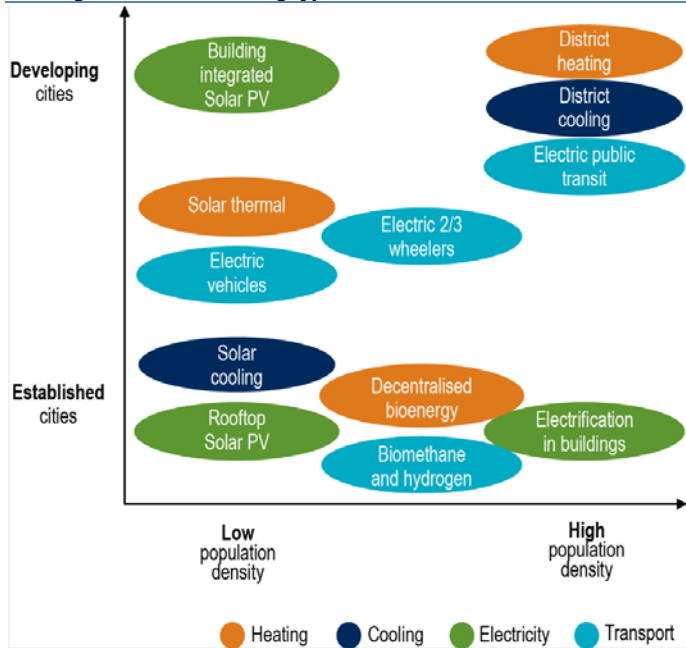 Developing
cities
Building
integrated
Solar PV
District
heating
District
cooling
Electric public
transit
Solar thermal
Electric 2/3
wheelers
Electric
vehicles
Solar
cooling
Established
cities
Decentralised
bioenergy
Rooftop
Solar PV
Electrification
in buildings
Biomethane
and hydrogen
Low
population
density
High
population
density
Heating
Cooling
Electricity
Transport